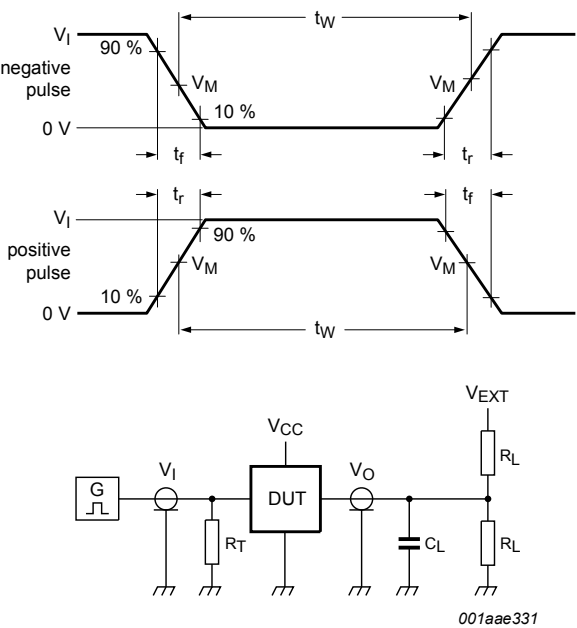 tW
VI
90 %
negative
pulse
VM
VM
10 %
0 V
tf
tr
tr
tf
VI
90 %
positive
pulse
VM
VM
10 %
0 V
tW
VEXT
VCC
RL
VI
VO
G
DUT
RT
CL
RL
001aae331